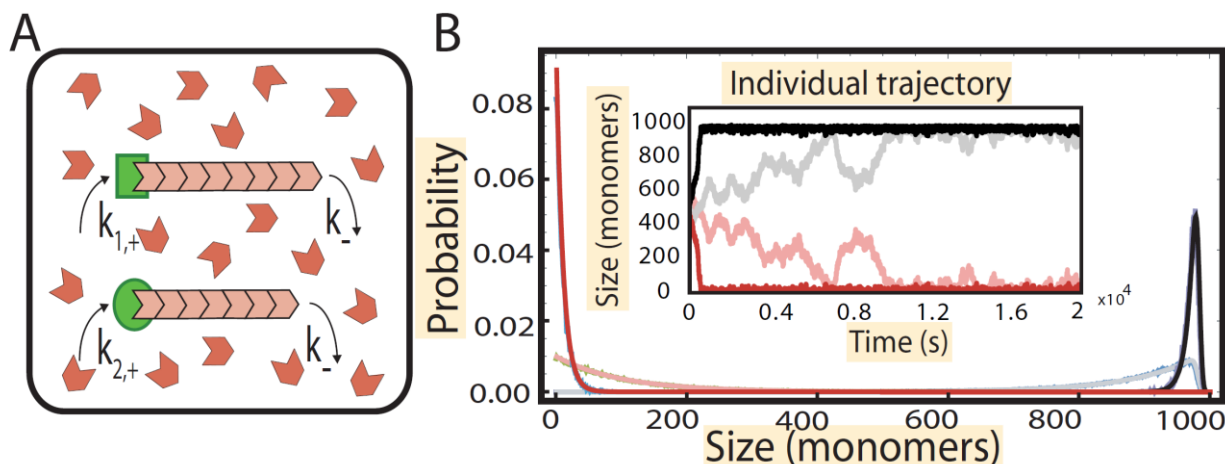 A
k1,+
k-
k2,+
k-
B
Probability
0.08
0.06
0.04
0.02
0.00
0
200
400
600
800
1000
Size (monomers)
Individual trajectory
Size (monomers)
1000
800
600
400
200
0
0
0.4
0.8
1.2
1.6
2
x10⁴
Time (s)